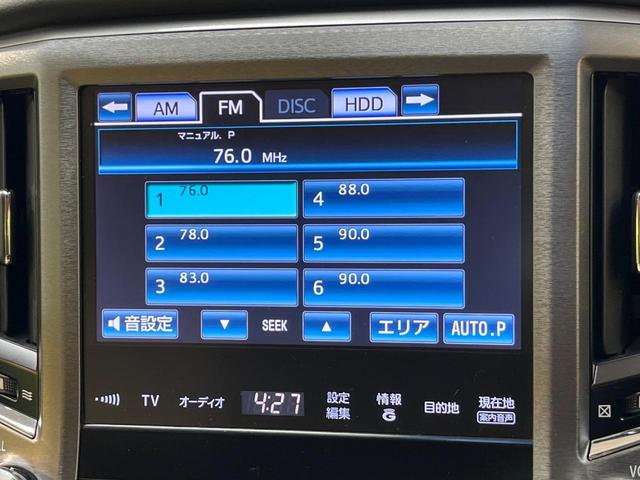 AM FM DISC HDD
マニュアル. P
76.0 MHz
1 76.0
4 88.0
2 78.0
5 90.0
3 83.0
6 90.0
音設定 ▼ SEEK ▲ エリア AUTO.P
TV オーディオ 4:27 設定編集 情報 G 目的地 現在地
案内音声
L
VO